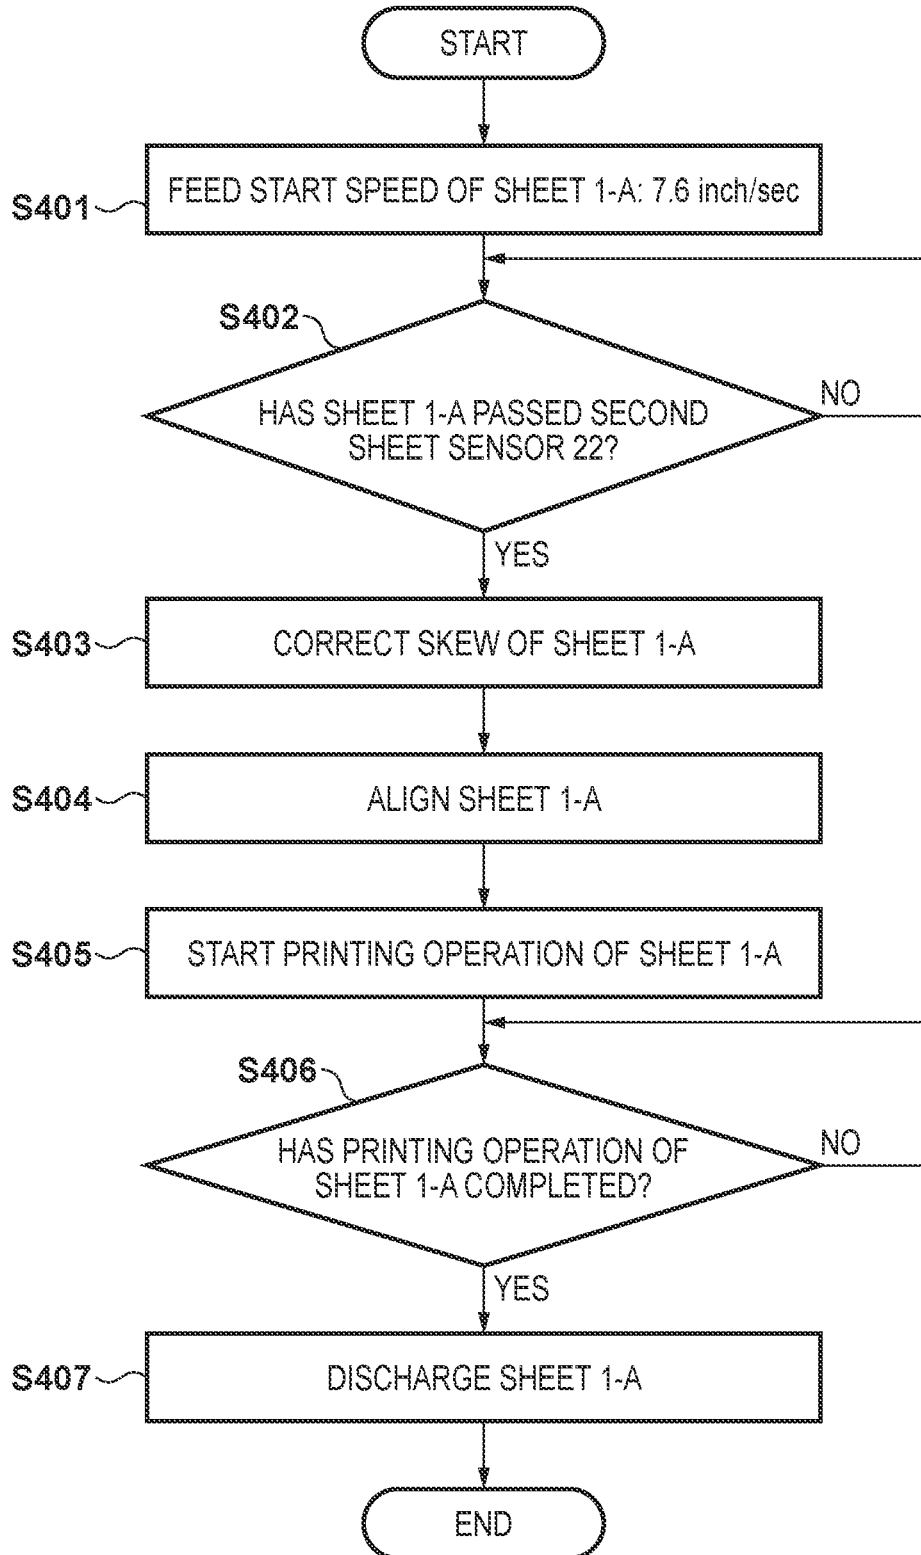 START
S401
FEED START SPEED OF SHEET 1-A: 7.6 inch/sec
S402
HAS SHEET 1-A PASSED SECOND
SHEET SENSOR 22?
NO
YES
S403
CORRECT SKEW OF SHEET 1-A
S404
ALIGN SHEET 1-A
S405
START PRINTING OPERATION OF SHEET 1-A
S406
HAS PRINTING OPERATION OF
SHEET 1-A COMPLETED?
NO
YES
S407
DISCHARGE SHEET 1-A
END